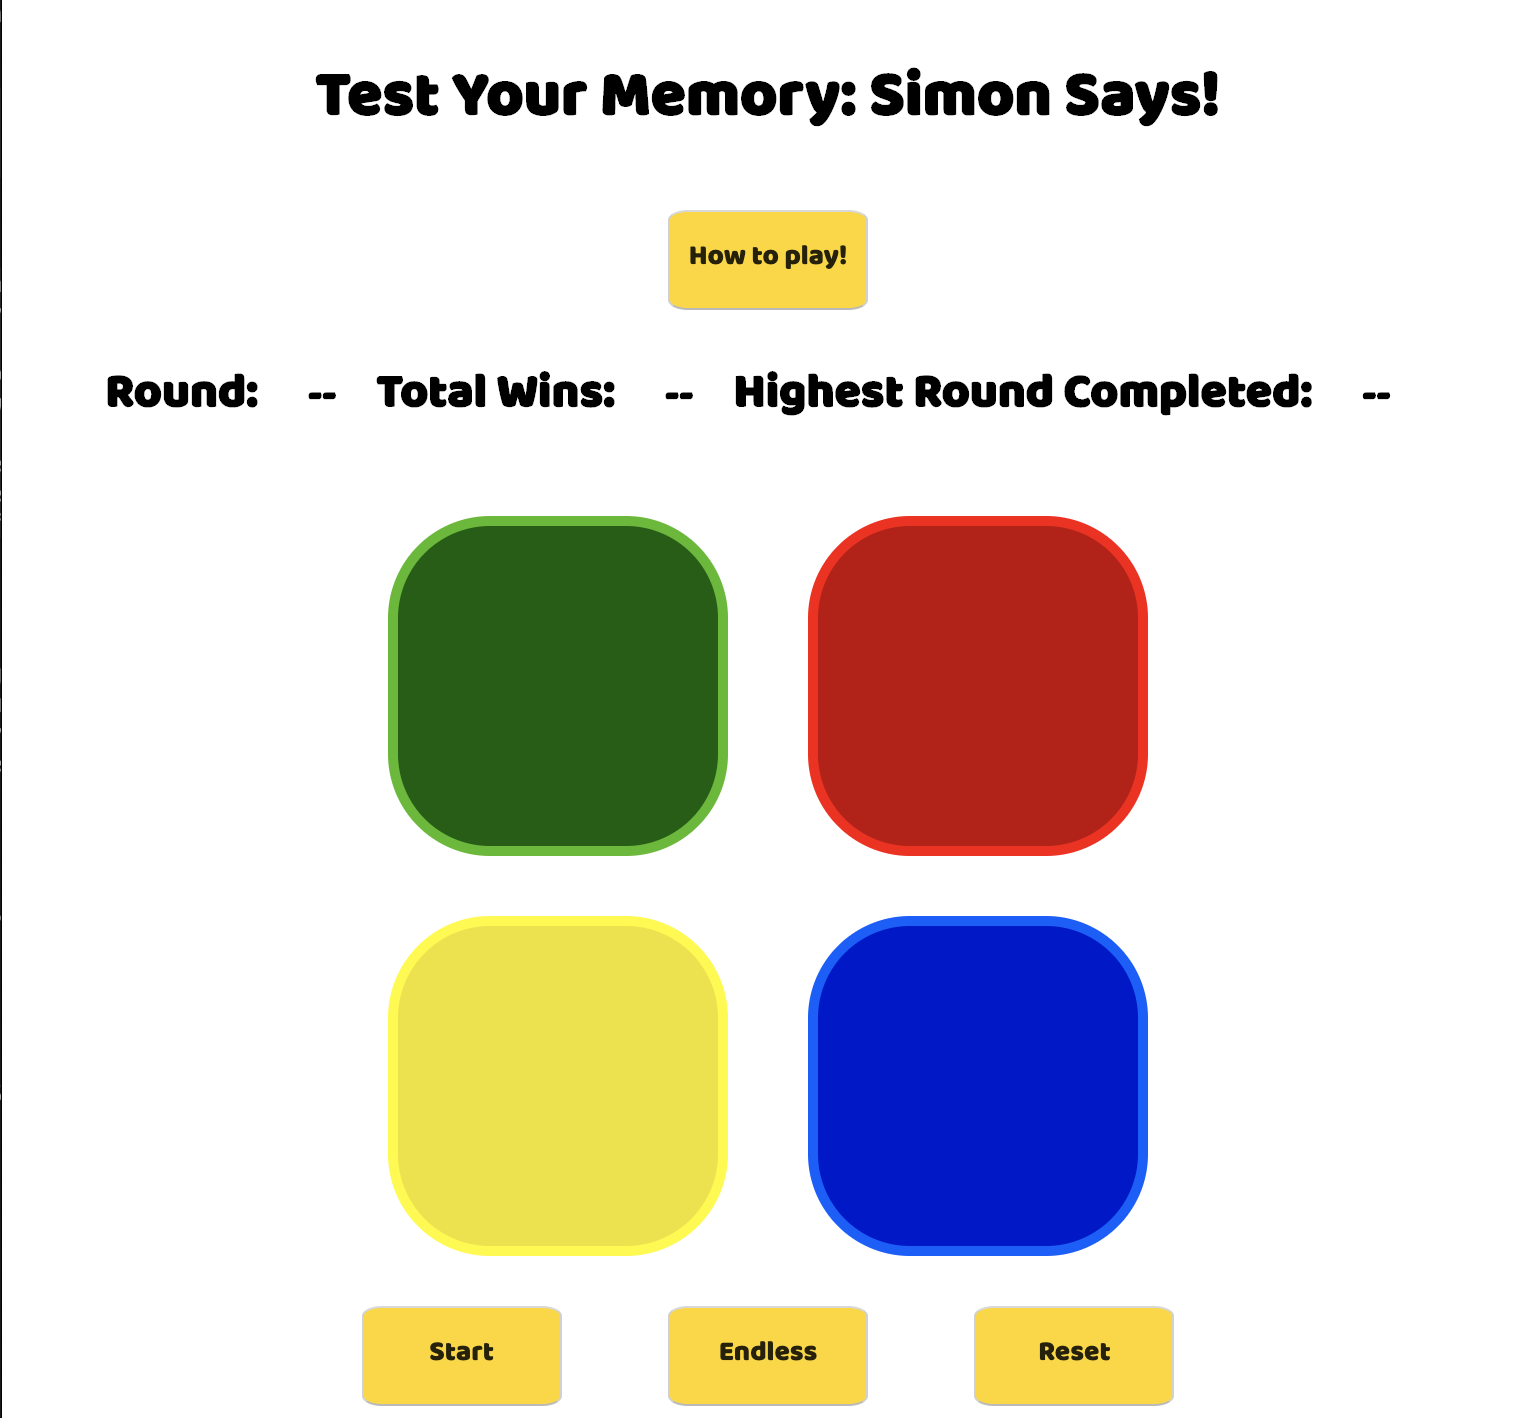 Test Your Memory: Simon Says!
How to play!
Round: -- Total Wins: -- Highest Round Completed: --
Start Endless Reset